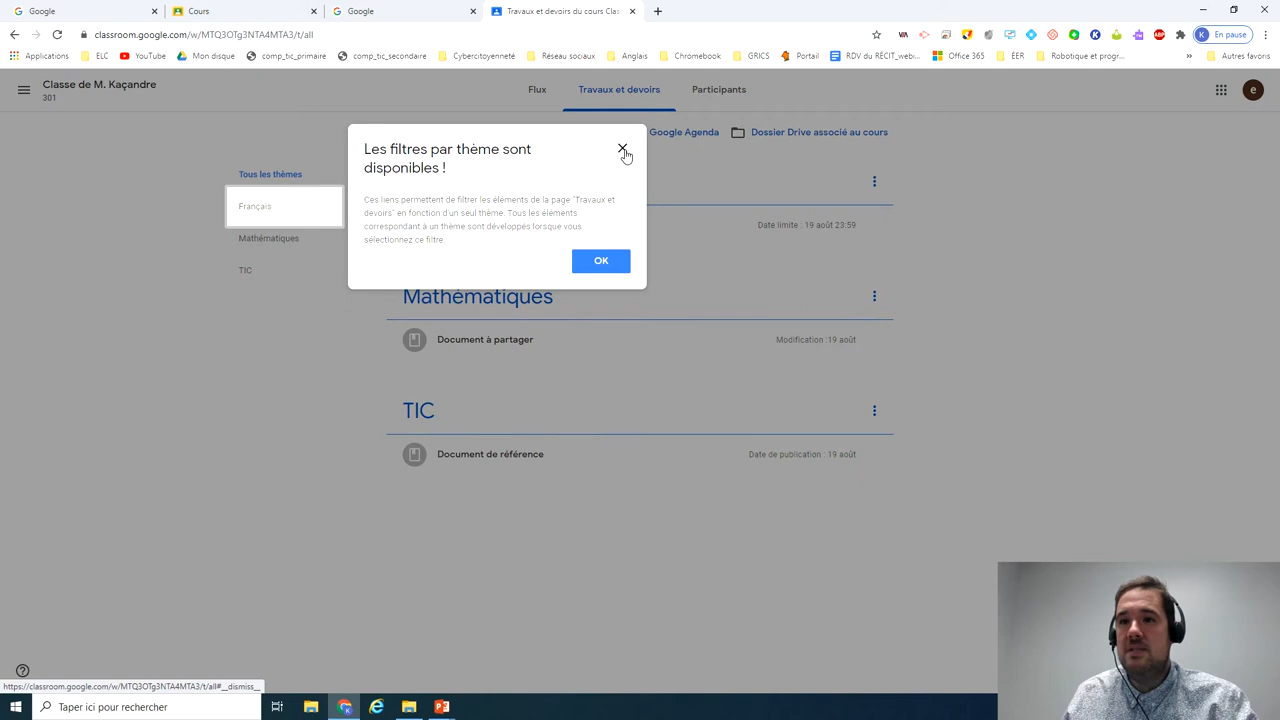 Google
Cours
Google
Travaux et devoirs du cours Clas
classroom.google.com/w/MTQ3OTg3NTA4MTA3/t/all
K En pause
Applications ELC YouTube Mon disque comp_tic_primaire comp_tic_secondaire Cybercitoyenneté Réseau sociaux Anglais Chromebook GRICS Portail RDV du RÉCIT_webi... Office 365 ÉER Robotique et progr... » Autres favoris
Classe de M. Kaçandre
301
Flux
Travaux et devoirs
Participants
e
Google Agenda
Dossier Drive associé au cours
Les filtres par thème sont
disponibles !
Ces liens permettent de filtrer les éléments de la page "Travaux et
devoirs" en fonction d'un seul thème. Tous les éléments
correspondant à un thème sont développés lorsque vous
sélectionnez ce filtre.
OK
Tous les thèmes
Français
Mathématiques
TIC
Date limite : 19 août 23:59
Mathématiques
Document à partager
Modification :19 août
TIC
Document de référence
Date de publication : 19 août
https://classroom.google.com/w/MTQ3OTg3NTA4MTA3/t/all#__dismiss__
Taper ici pour rechercher